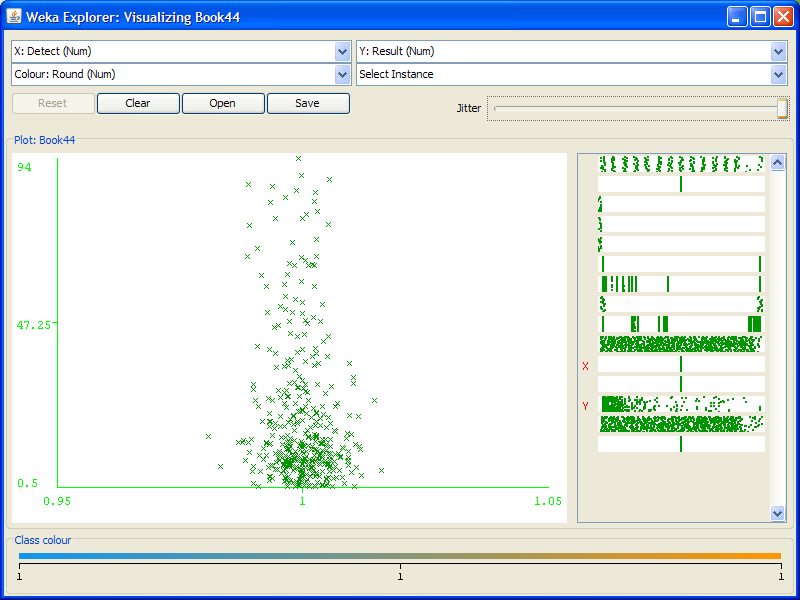 Weka Explorer: Visualizing Book44
X: Detect (Num)
Y: Result (Num)
Colour: Round (Num)
Select Instance
Reset
Clear
Open
Save
Jitter
Plot: Book44
94
47.25
0.5
0.95
1
1.05
X
Y
Class colour
1
1
1